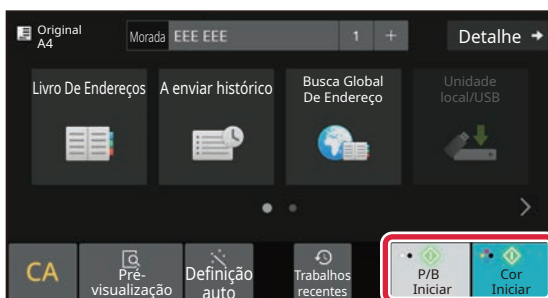 Original
A4
Morada EEE EEE 1 +
Detalhe
Livro De Endereços
A enviar histórico
Busca Global
De Endereço
Unidade
local/USB
CA
Pré-
visualização
Definição
auto
Trabalhos
recentes
P/B
Iniciar
Cor
Iniciar